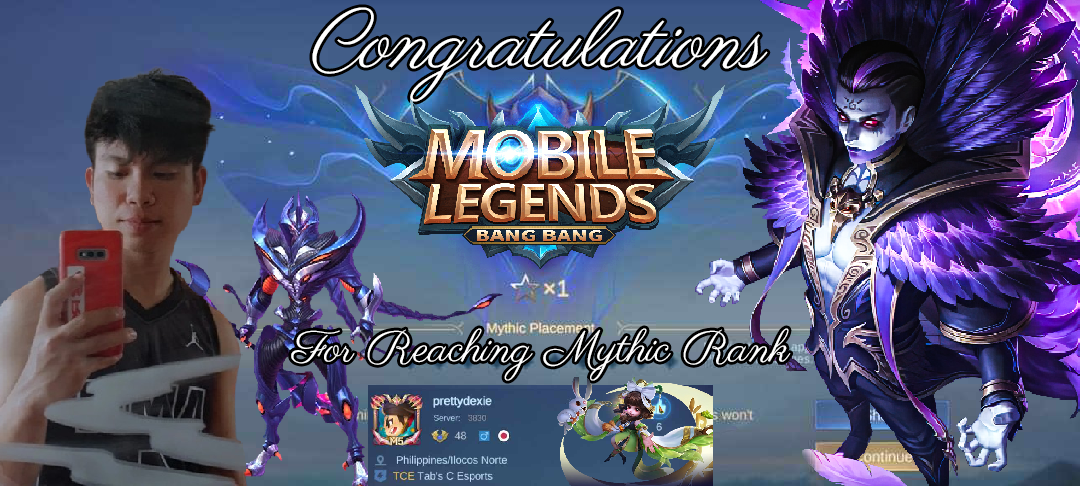 Congratulations
MOBILE
LEGENDS
BANG BANG
×1
Mythic Placement
For Reaching Mythic Rank
prettydexie
Server: 3830
48
M5
Philippines/Ilocos Norte
TCE Tab's C Esports
6
won't